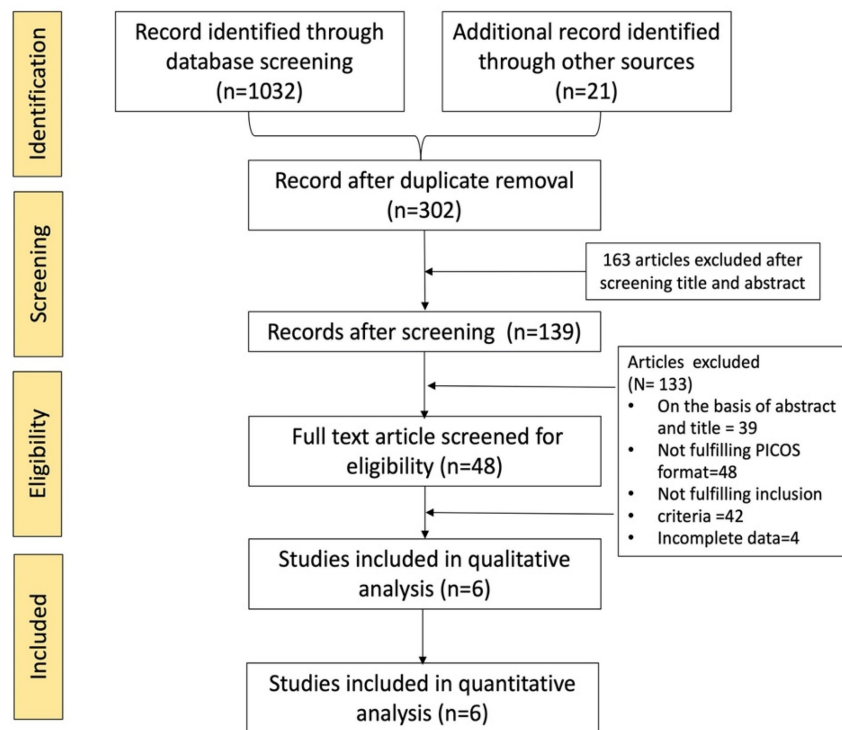 Identification
Record identified through
database screening
(n=1032)
Additional record identified
through other sources
(n=21)
Record after duplicate removal
(n=302)
Screening
163 articles excluded after
screening title and abstract
Records after screening (n=139)
Articles excluded
(N= 133)
• On the basis of abstract
and title = 39
• Not fulfilling PICOS
format=48
• Not fulfilling inclusion
• criteria =42
• Incomplete data=4
Eligibility
Full text article screened for
eligibility (n=48)
Included
Studies included in qualitative
analysis (n=6)
Studies included in quantitative
analysis (n=6)